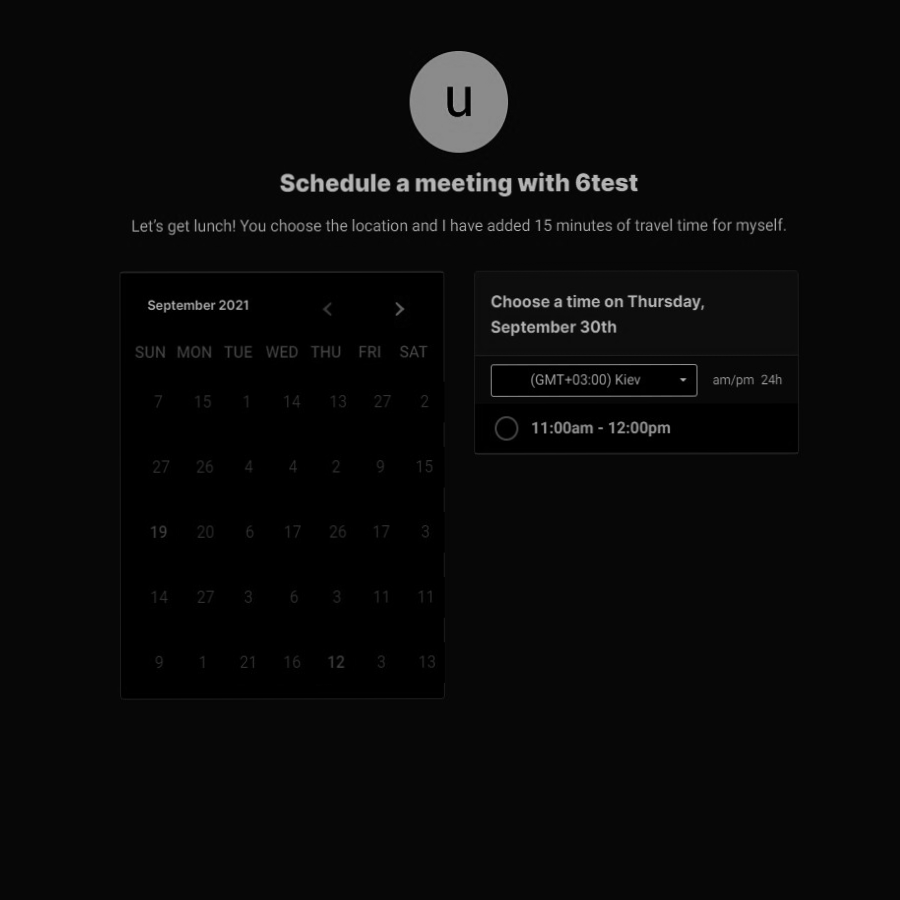 u
Schedule a meeting with 6test
Let's get lunch! You choose the location and I have added 15 minutes of travel time for myself.
September 2021
SUN MON TUE WED THU FRI SAT
7 15 1 14 13 27 2
27 26 4 4 2 9 15
19 20 6 17 26 17 3
14 27 3 6 3 11 11
9 1 21 16 12 3 13
Choose a time on Thursday,
September 30th
(GMT+03:00) Kiev
am/pm 24h
11:00am - 12:00pm